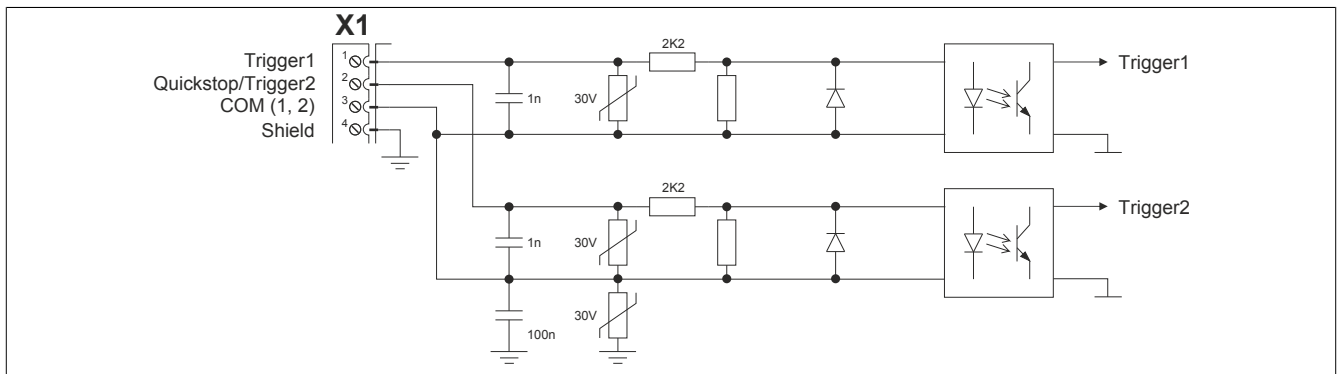 X1
Trigger1
Quickstop/Trigger2
COM (1, 2)
Shield
1
2
3
4
2K2
1n
30V
Trigger1
2K2
1n
30V
Trigger2
100n
30V